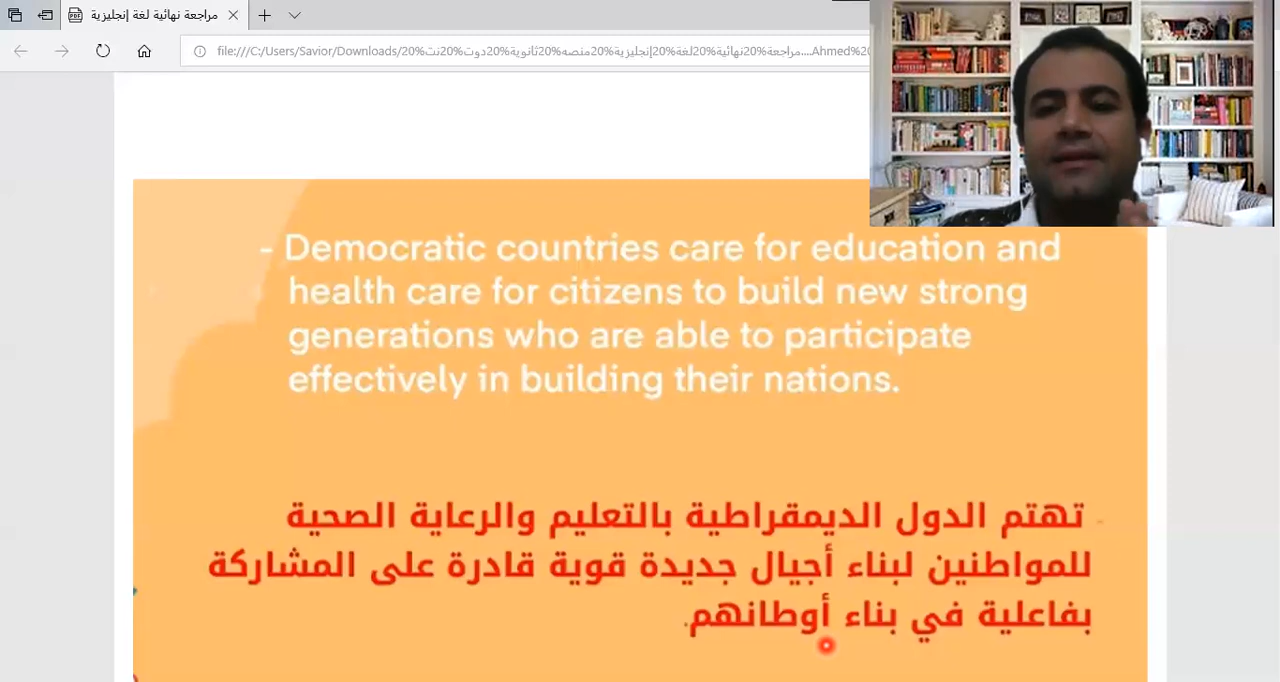 مراجعة نهائية لغة إنجليزية
file:///C:/Users/Savior/Downloads/مراجعة%20نهائية%20لغة%20إنجليزية%20منصه%20ثانوية%20دوت%20نت%20....Ahmed%20
- Democratic countries care for education and
health care for citizens to build new strong
generations who are able to participate
effectively in building their nations.
تهتم الدول الديمقراطية بالتعليم والرعاية الصحية
للمواطنين لبناء أجيال جديدة قوية قادرة على المشاركة
بفاعلية في بناء أوطانهم.